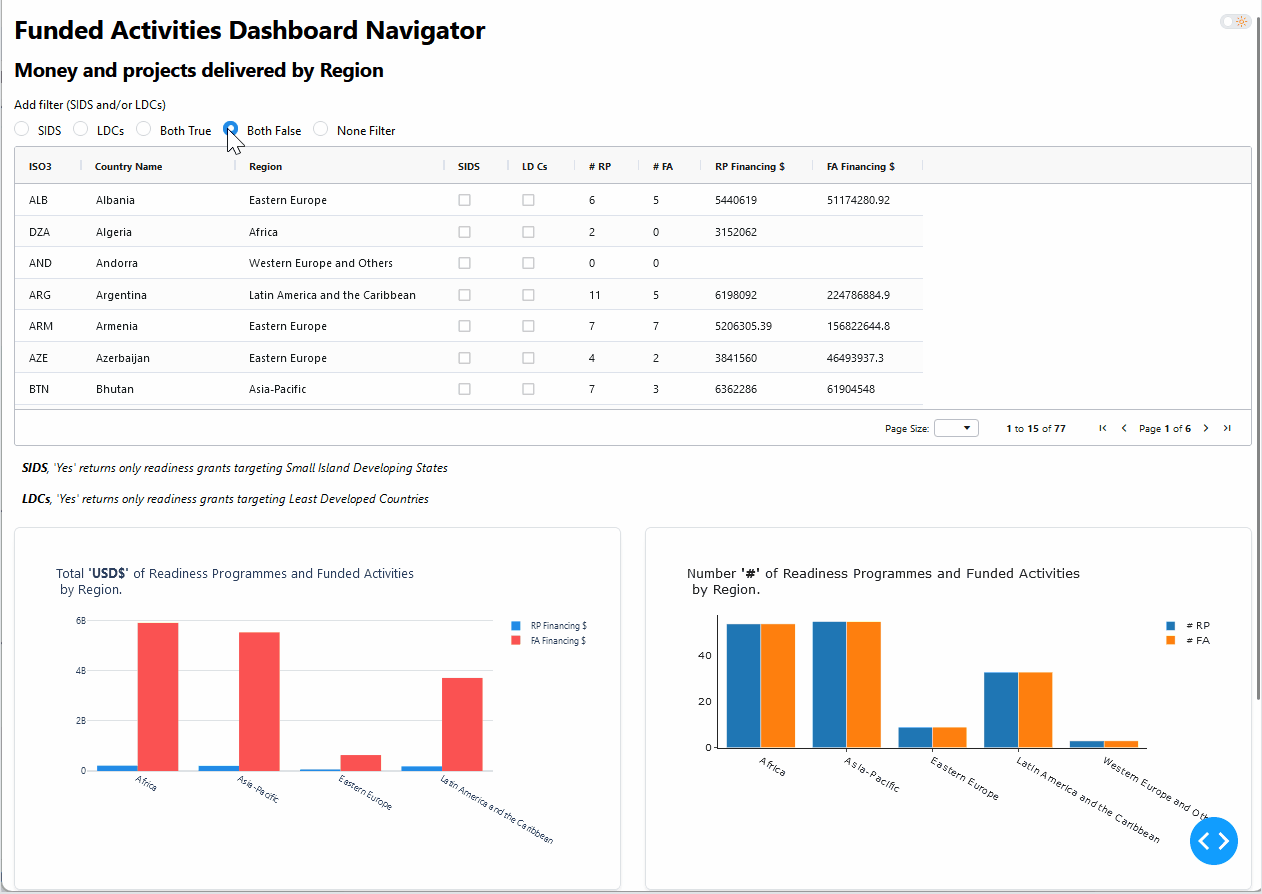 Funded Activities Dashboard Navigator
Money and projects delivered by Region
Add filter (SIDS and/or LDCs)
SIDS LDCs Both True Both False None Filter
ISO3 Country Name Region SIDS LD Cs # RP # FA RP Financing $ FA Financing $
ALB Albania Eastern Europe 6 5 5440619 51174280.92
DZA Algeria Africa 2 0 3152062
AND Andorra Western Europe and Others 0 0
ARG Argentina Latin America and the Caribbean 11 5 6198092 224786884.9
ARM Armenia Eastern Europe 7 7 5206305.39 156822644.8
AZE Azerbaijan Eastern Europe 4 2 3841560 46493937.3
BTN Bhutan Asia-Pacific 7 3 6362286 61904548
Page Size: 1 to 15 of 77 Page 1 of 6
SIDS, 'Yes' returns only readiness grants targeting Small Island Developing States
LDCs, 'Yes' returns only readiness grants targeting Least Developed Countries
Total 'USD$' of Readiness Programmes and Funded Activities
by Region.
RP Financing $
FA Financing $
6B
4B
2B
0
Africa
Asia-Pacific
Eastern Europe
Latin America and the Caribbean
Number '#' of Readiness Programmes and Funded Activities
by Region.
# RP
# FA
40
20
0
Africa
Asia-Pacific
Eastern Europe
Latin America and the Caribbean
Western Europe and